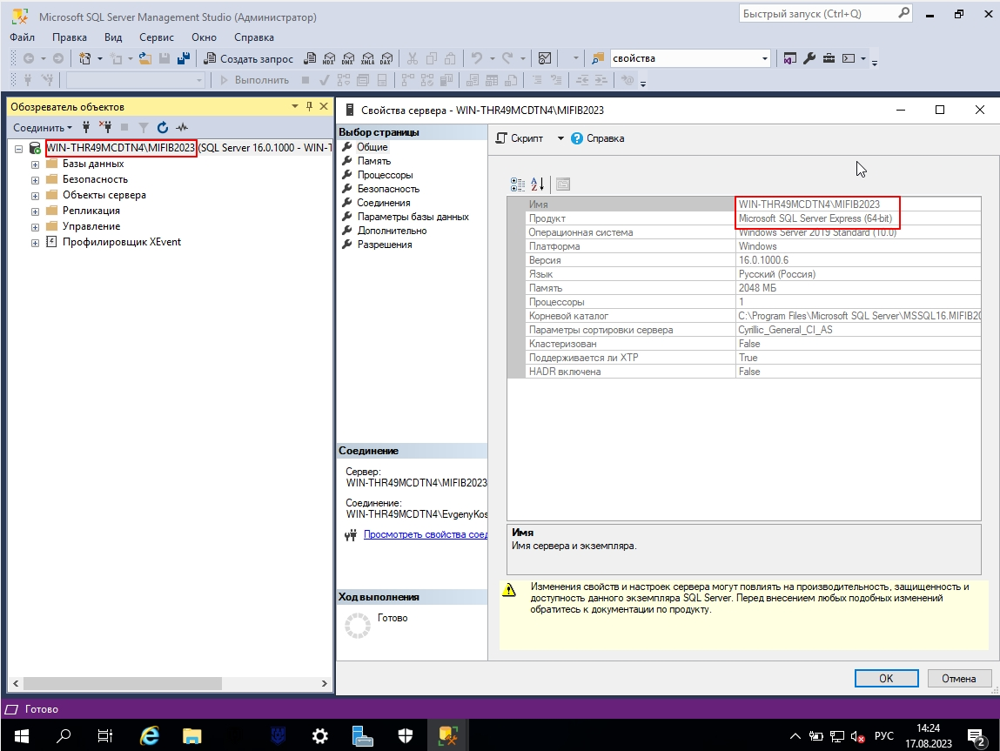 Microsoft SQL Server Management Studio (Администратор)
Быстрый запуск (Ctrl+Q)
Файл Правка Вид Сервис Окно Справка
Создать запрос MDX DMX XMLA DAX свойства
Выполнить
Обозреватель объектов
Соединить
WIN-THR49MCDTN4\MIFIB2023 (SQL Server 16.0.1000 - WIN-T
Базы данных
Безопасность
Объекты сервера
Репликация
Управление
Профилировщик XEvent
Свойства сервера - WIN-THR49MCDTN4\MIFIB2023
Выбор страницы
Общие
Память
Процессоры
Безопасность
Соединения
Параметры базы данных
Дополнительно
Разрешения
Скрипт Справка
Имя WIN-THR49MCDTN4\MIFIB2023
Продукт Microsoft SQL Server Express (64-bit)
Операционная система Windows Server 2019 Standard (10.0)
Платформа Windows
Версия 16.0.1000.6
Язык Русский (Россия)
Память 2048 МБ
Процессоры 1
Корневой каталог C:\Program Files\Microsoft SQL Server\MSSQL16.MIFIB20
Параметры сортировки сервера Cyrillic_General_CI_AS
Кластеризован False
Поддерживается ли XTP True
HADR включена False
Соединение
Сервер:
WIN-THR49MCDTN4\MIFIB2023
Соединение:
WIN-THR49MCDTN4\EvgenyKos
Просмотреть свойства соед
Ход выполнения
Готово
Имя
Имя сервера и экземпляра.
Изменения свойств и настроек сервера могут повлиять на производительность, защищенность и
доступность данного экземпляра SQL Server. Перед внесением любых подобных изменений
обратитесь к документации по продукту.
OK Отмена
Готово
РУС
14:24
17.08.2023
2